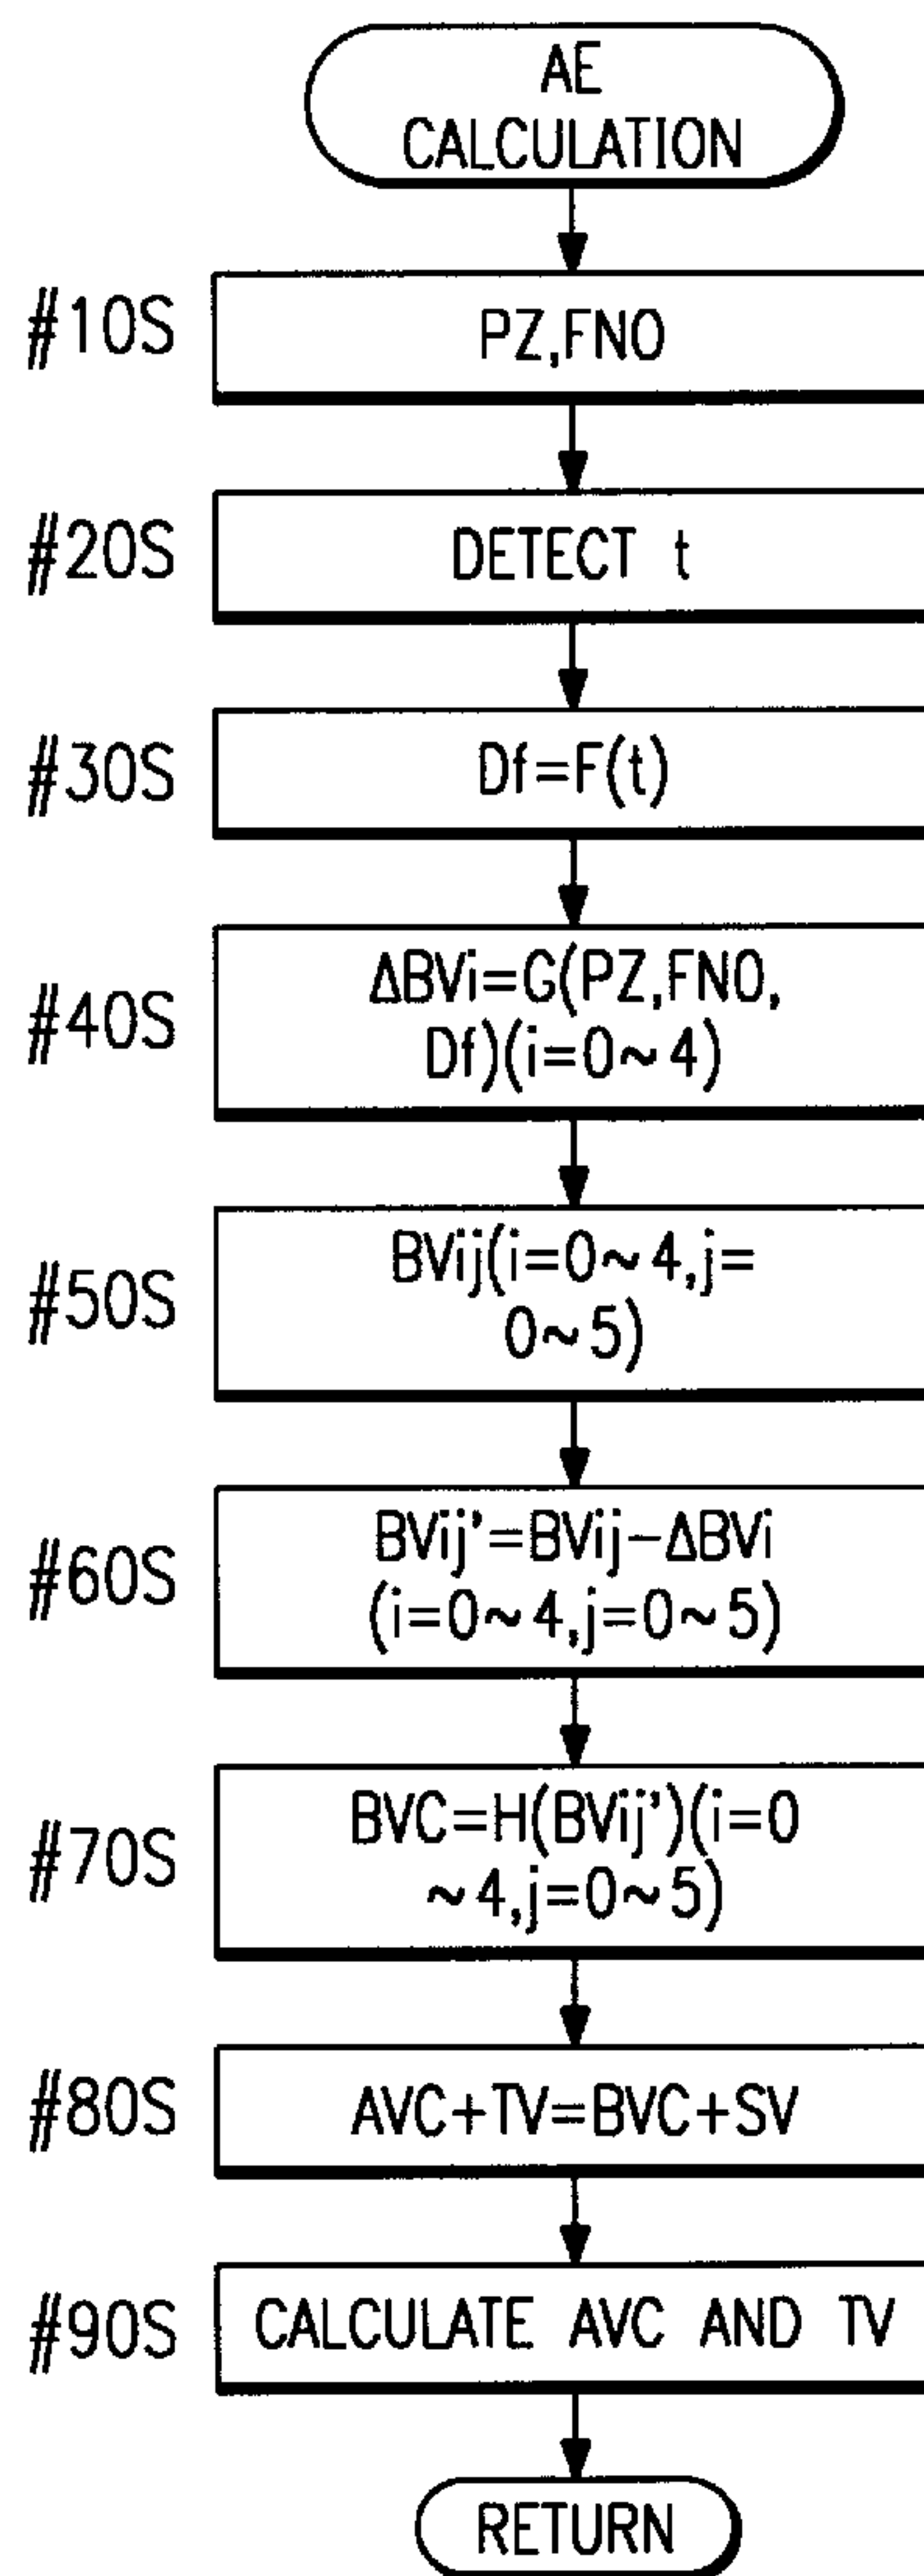 AE
CALCULATION
#10S
PZ,FNO
#20S
DETECT t
#30S
Df=F(t)
#40S
ΔBVi=G(PZ,FNO,
Df)(i=0~4)
#50S
BVij(i=0~4,j=
0~5)
#60S
BVij'=BVij-ΔBVi
(i=0~4,j=0~5)
#70S
BVC=H(BVij')(i=0
~4,j=0~5)
#80S
AVC+TV=BVC+SV
#90S
CALCULATE AVC AND TV
RETURN